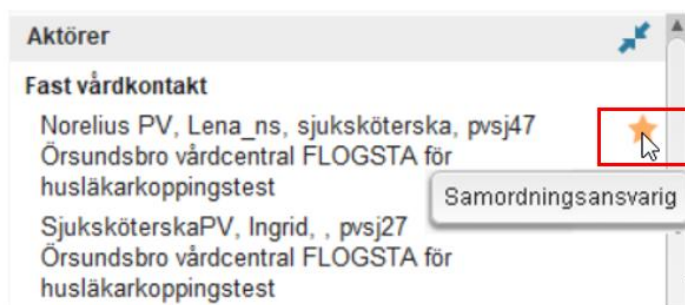 Aktörer
Fast vårdkontakt
Norelius PV, Lena_ns, sjuksköterska, pvsj47
Örsundsbro vårdcentral FLOGSTA för
husläkarkoppingstest
Samordningsansvarig
SjuksköterskaPV, Ingrid, , pvsj27
Örsundsbro vårdcentral FLOGSTA för
husläkarkoppingstest